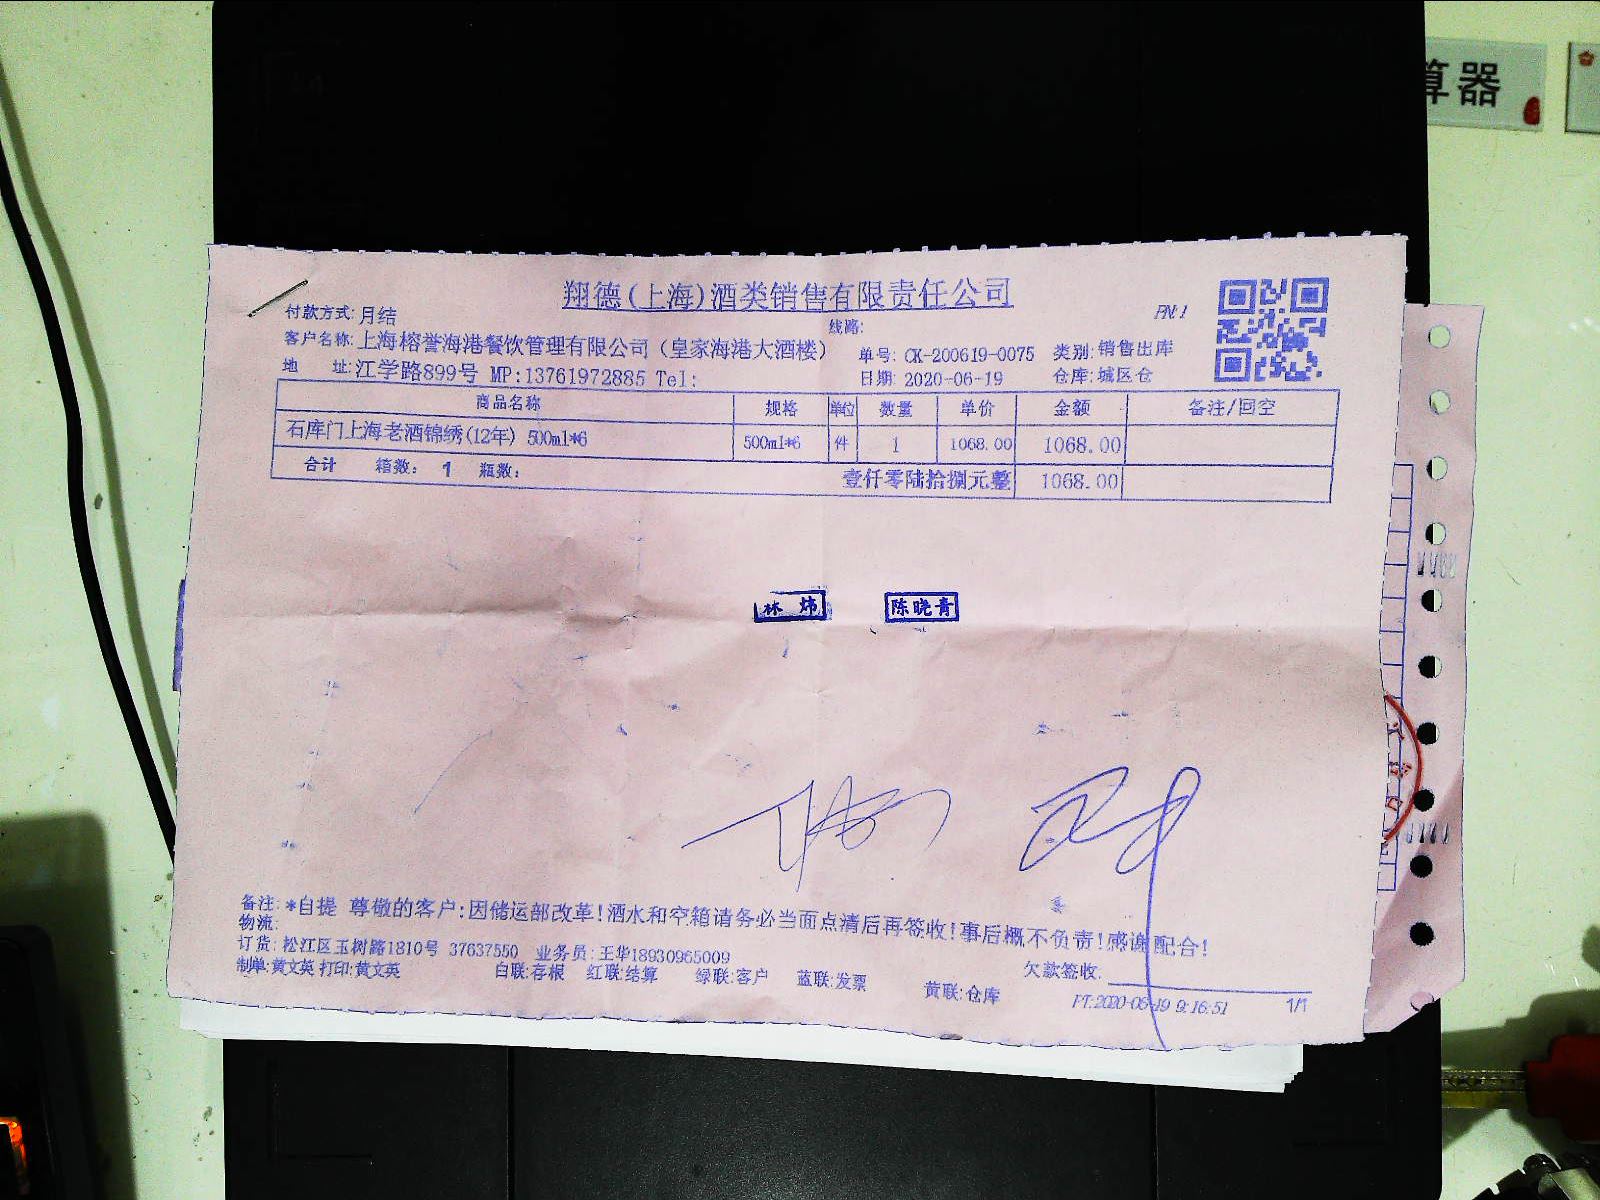 算器
翔德(上海)酒类销售有限责任公司
付款方式:月结
线路:
PN:1
客户名称:上海榕誉海港餐饮管理有限公司（皇家海港大酒楼）
单号: CK-200619-0075 类别:销售出库
地 址:江学路899号 MP:13761972885 Tel:
日期: 2020-06-19 仓库:城区仓
商品名称 规格 单位 数量 单价 金额 备注/回空
石库门上海老酒锦绣(12年) 500ml*6 500ml*6 件 1 1068.00 1068.00
合计 箱数: 1 瓶数: 壹仟零陆拾捌元整 1068.00
林 炜 陈晓青
备注:*自提 尊敬的客户:因储运部改革!酒水和空箱请务必当面点清后再签收!事后概不负责!感谢配合!
物流:
订货:松江区玉树路1810号 37637550 业务员:王华18930965009
制单:黄文英 打印:黄文英 白联:存根 红联:结算 绿联:客户 蓝联:发票 黄联:仓库
欠款签收:
PT:2020-06-19 9:16:51 1/1